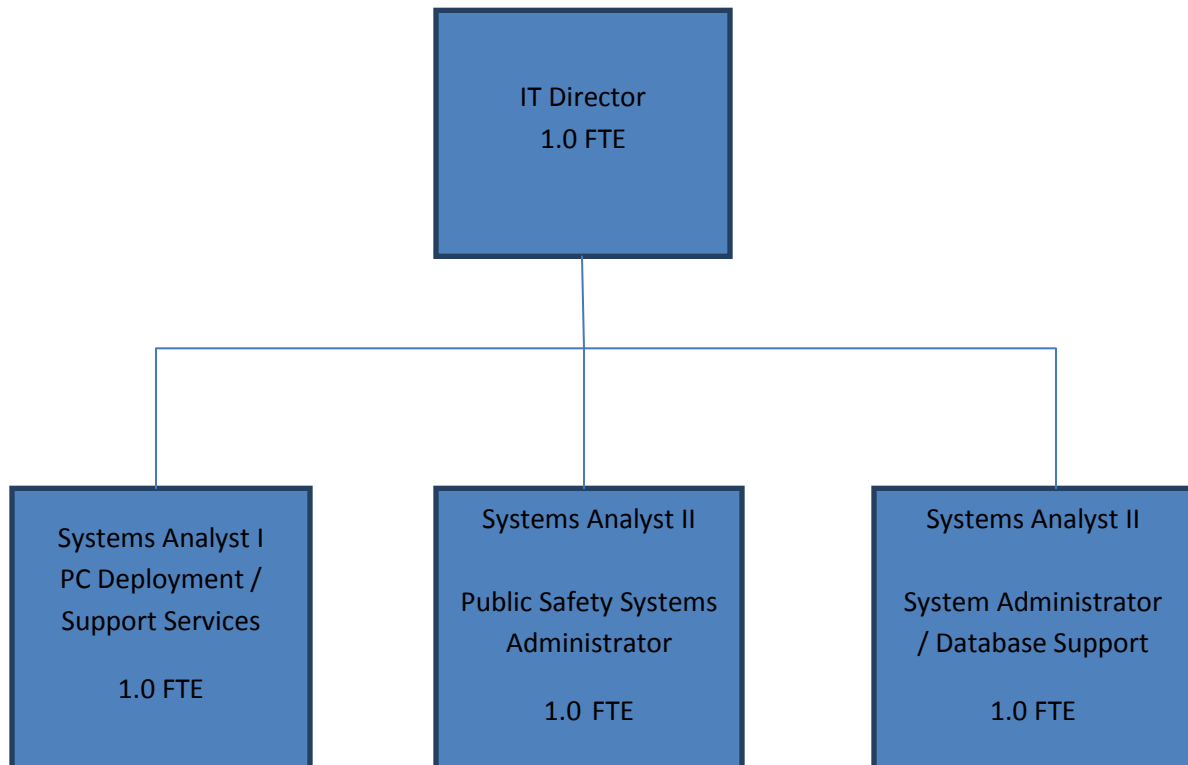 IT Director
1.0 FTE
Systems Analyst I
PC Deployment /
Support Services
1.0 FTE
Systems Analyst II
Public Safety Systems
Administrator
1.0 FTE
Systems Analyst II
System Administrator
/ Database Support
1.0 FTE